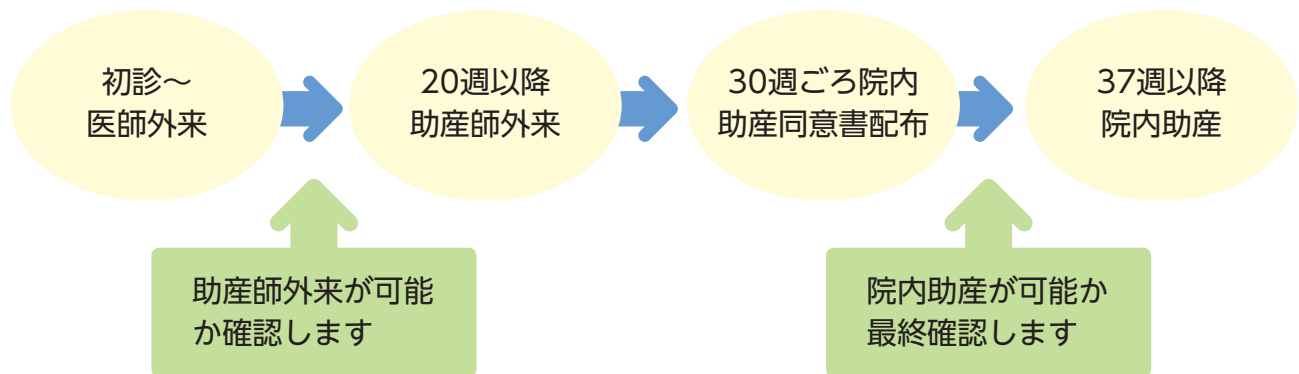 初診～
医師外来
20週以降
助産師外来
30週ごろ院内
助産同意書配布
37週以降
院内助産
助産師外来が可能
か確認します
院内助産が可能か
最終確認します